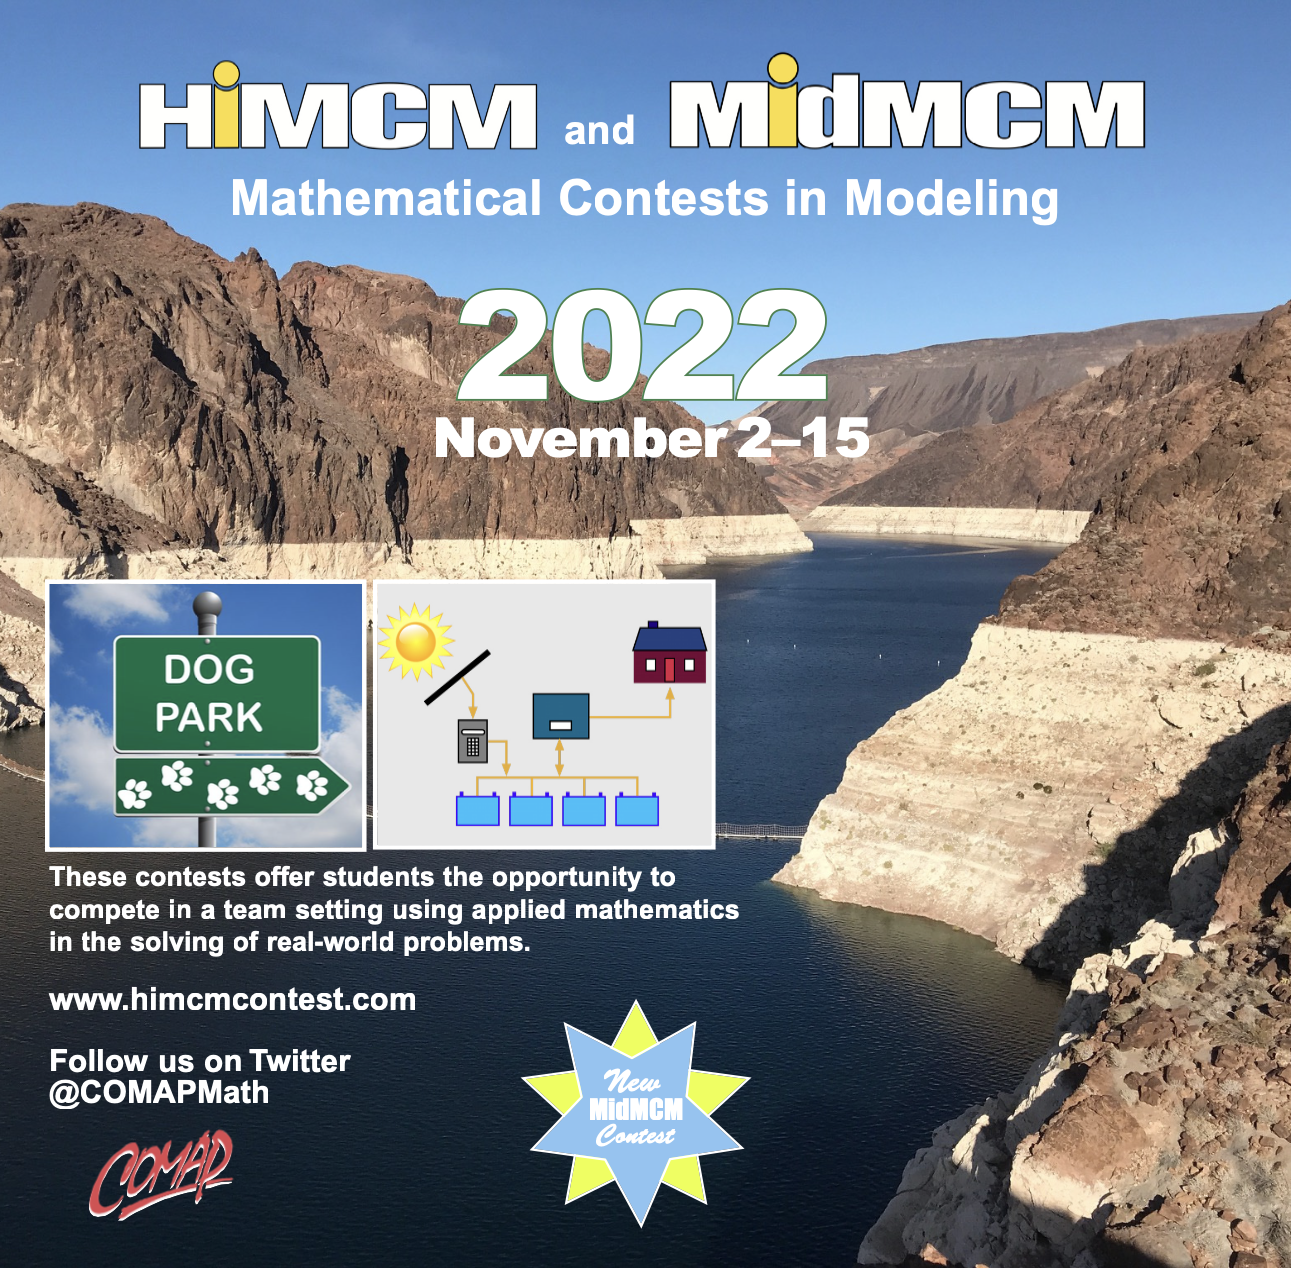 HiMCM and MidMCM
Mathematical Contests in Modeling
2022
November 2–15
DOG
PARK
These contests offer students the opportunity to
compete in a team setting using applied mathematics
in the solving of real-world problems.
www.himcmcontest.com
Follow us on Twitter
@COMAPMath
COMAP
New
MidMCM
Contest